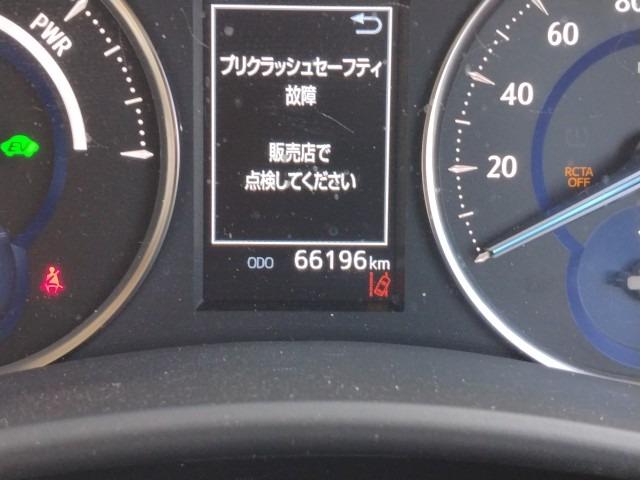 PWR
EV
プリクラッシュセーフティ
故障
販売店で
点検してください
ODO 66196km
80
60
40
20
RCTA
OFF